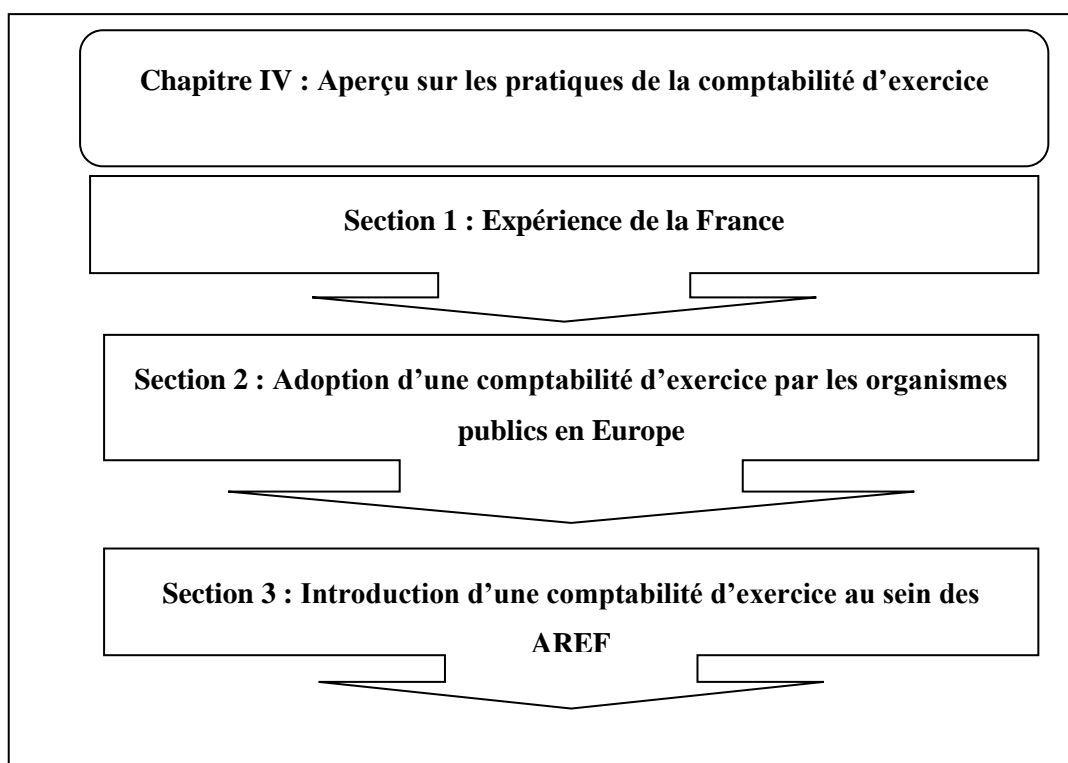 Chapitre IV : Aperçu sur les pratiques de la comptabilité d’exercice
Section 1 : Expérience de la France
Section 2 : Adoption d’une comptabilité d’exercice par les organismes
publics en Europe
Section 3 : Introduction d’une comptabilité d’exercice au sein des
AREF